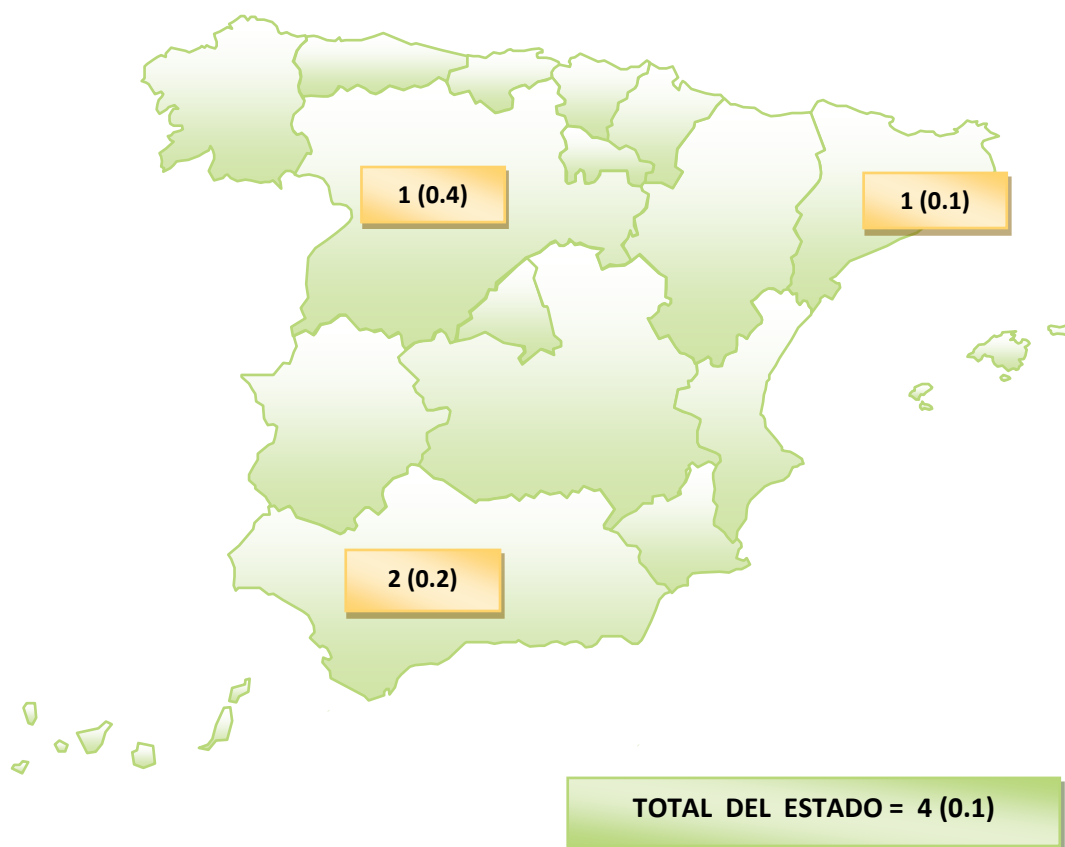 1 (0.4)
1 (0.1)
2 (0.2)
TOTAL DEL ESTADO = 4 (0.1)